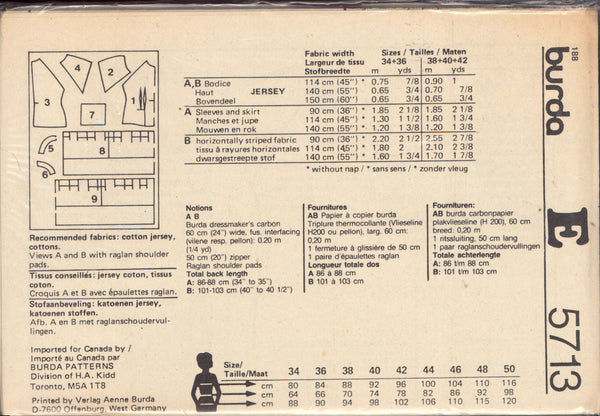 Fabric width Sizes / Tailles / Maten
Largeur de tissu 34+36 38+40+42
Stofbreedte m yds m yds
A,B Bodice 114 cm (45") * 0.75 7/8 0.90 1
Haut JERSEY 140 cm (55") 0.65 3/4 0.70 7/8
Bovendeel 150 cm (60") 0.65 3/4 0.65 3/4
A Sleeves and skirt 90 cm (36") * 1.85 2 1/8 1.85 2 1/8
Manches et jupe 114 cm (45") * 1.30 1 1/2 1.60 1 3/4
Mouwen en rok 140 cm (55") * 1.20 1 3/8 1.20 1 3/8
B horizontally striped fabric 90 cm (36") * 2.20 2 1/2 2.55 2 7/8
tissu à rayures horizontales 114 cm (45") * 1.80 2 2.10 2 3/8
dwarsgestreepte stof 140 cm (55") * 1.60 1 3/4 1.70 1 7/8
* without nap / * sans sens / * zonder vleug
3
4
2
1
7
5
6
8
9
Recommended fabrics: cotton jersey,
cottons.
Views A and B with raglan shoulder
pads.
Tissus conseillés: jersey coton, tissus
coton.
Croquis A et B avec épaulettes raglan.
Stofaanbeveling: katoenen jersey,
katoenen stoffen.
Afb. A en B met raglanschoudervul-
lingen.
Imported for Canada by /
Importé au Canada par
BURDA PATTERNS
Division of H.A. Kidd
Toronto, M5A 1T8
Printed by Verlag Aenne Burda
D-7600 Offenburg, West Germany
Notions
A B
Burda dressmaker's carbon
60 cm (24") wide, fus. interfacing
(vilene resp. pellon): 0,20 m
(1/4 yd)
50 cm (20") zipper
Raglan shoulder pads
Total back length
A: 86-88 cm (34" to 35")
B: 101-103 cm (40" to 40 1/2")
Fournitures
AB Papier à copier burda
Triplure thermocollante (Vlieseline
H200 ou pellon), larg. 60 cm:
0,20 m
1 fermeture à glissière de 50 cm
1 paire d'épaulettes raglan
Longueur totale dos
A 86 à 88 cm
B 101 à 103 cm
Fournituren:
AB burda carbonpapier
plakvlieseline (H 200), 60 cm
breed: 0.20 m
1 ritssluiting, 50 cm lang
1 paar raglanschoudervullingen
Totale achterlengte
A: 86 t/m 88 cm
B: 101 t/m 103 cm
Size/
Taille/Maat 34 36 38 40 42 44 46 48 50
cm 80 84 88 92 96 100 104 110 116
cm 64 66 70 74 78 82 86 92 98
cm 88 90 94 98 102 106 110 115 120
188
burda
E
5713